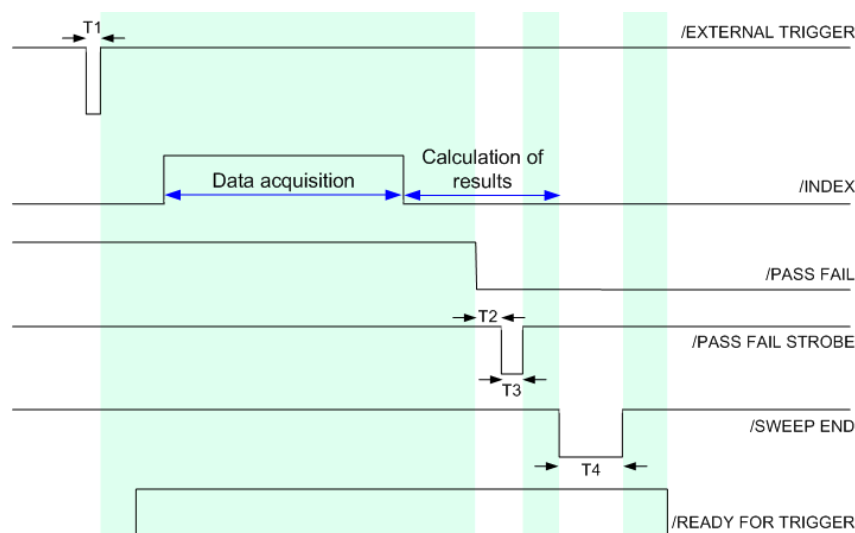 T1
/EXTERNAL TRIGGER
Data acquisition
Calculation of
results
/INDEX
/PASS FAIL
T2
/PASS FAIL STROBE
T3
/SWEEP END
T4
/READY FOR TRIGGER